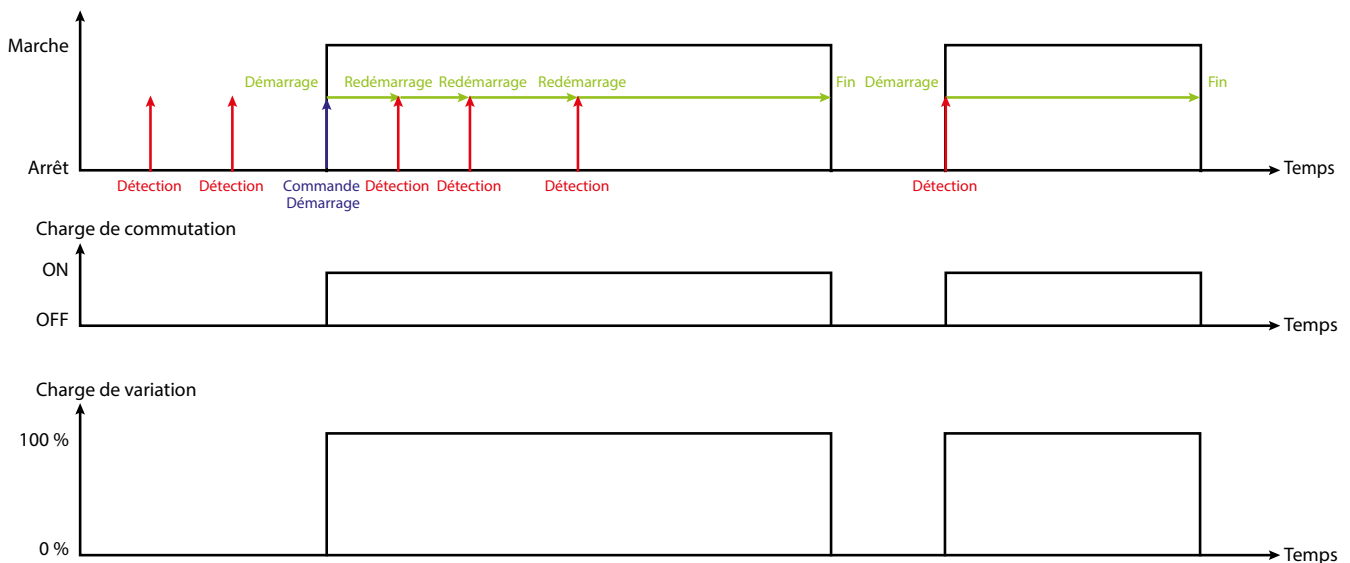 Marche
Démarrage Redémarrage Redémarrage Redémarrage Fin Démarrage Fin
Arrêt Temps
Détection Détection Commande Détection Détection Détection Détection
Démarrage
Charge de commutation
ON
OFF Temps
Charge de variation
100 %
0 % Temps